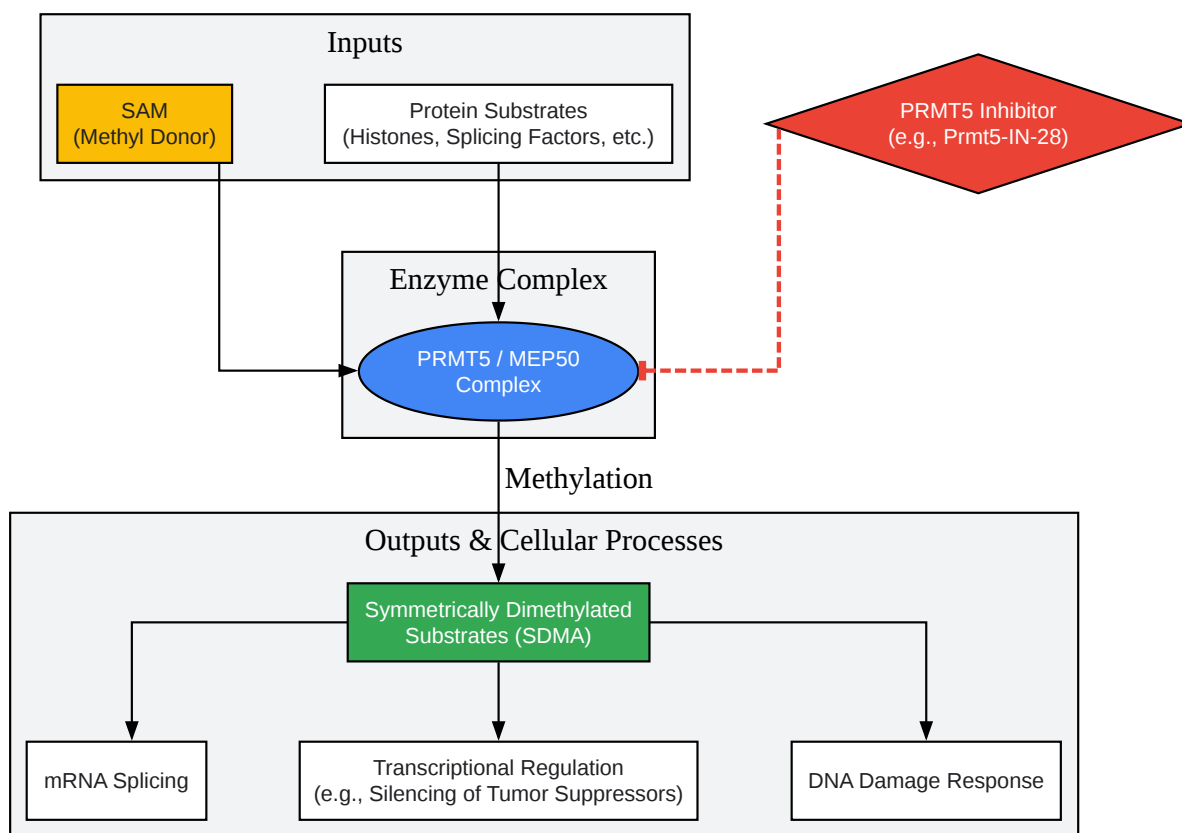 Inputs
SAM
(Methyl Donor)
Protein Substrates
(Histones, Splicing Factors, etc.)
PRMT5 Inhibitor
(e.g., Prmt5-IN-28)
Enzyme Complex
PRMT5 / MEP50
Complex
Methylation
Outputs & Cellular Processes
Symmetrically Dimethylated
Substrates (SDMA)
mRNA Splicing
Transcriptional Regulation
(e.g., Silencing of Tumor Suppressors)
DNA Damage Response